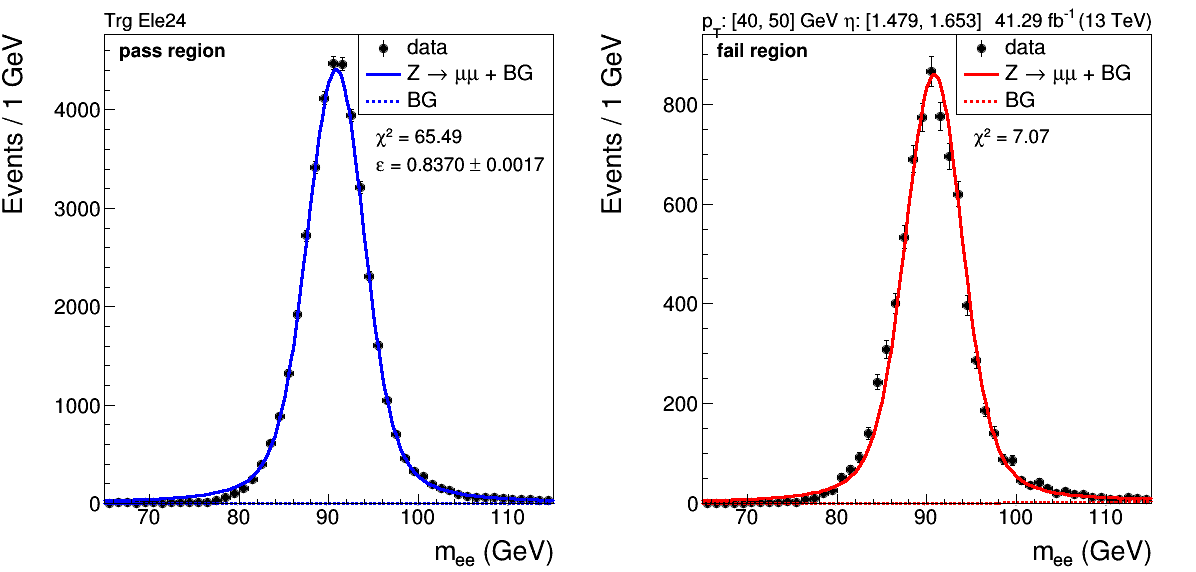 Trg Ele24
pass region
data
Z → μμ + BG
BG
χ² = 65.49
ε = 0.8370 ± 0.0017
Events / 1 GeV
4000
3000
2000
1000
0
70 80 90 100 110
m_ee (GeV)
p_T: [40, 50] GeV η: [1.479, 1.653] 41.29 fb⁻¹ (13 TeV)
fail region
data
Z → μμ + BG
BG
χ² = 7.07
Events / 1 GeV
800
600
400
200
0
70 80 90 100 110
m_ee (GeV)